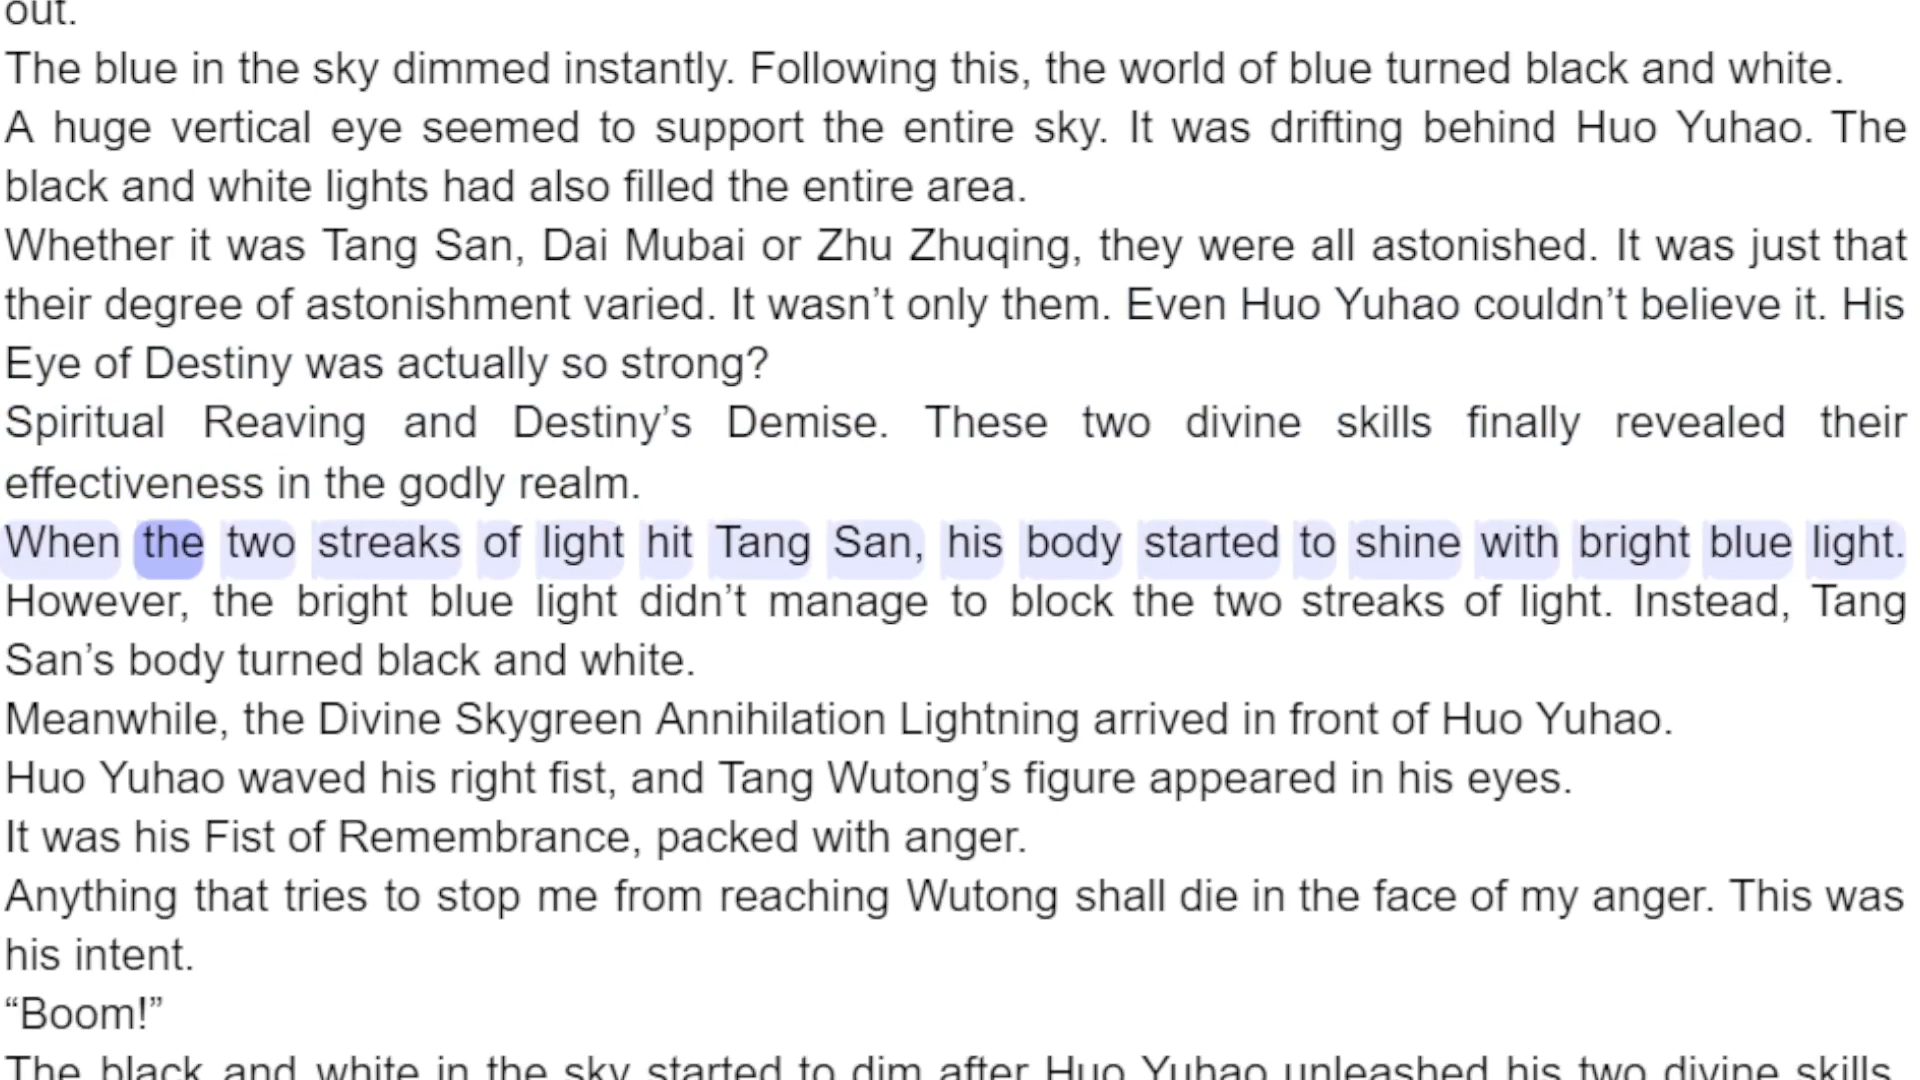 out.
The blue in the sky dimmed instantly. Following this, the world of blue turned black and white.
A huge vertical eye seemed to support the entire sky. It was drifting behind Huo Yuhao. The
black and white lights had also filled the entire area.
Whether it was Tang San, Dai Mubai or Zhu Zhuqing, they were all astonished. It was just that
their degree of astonishment varied. It wasn’t only them. Even Huo Yuhao couldn’t believe it. His
Eye of Destiny was actually so strong?
Spiritual Reaving and Destiny’s Demise. These two divine skills finally revealed their
effectiveness in the godly realm.
When the two streaks of light hit Tang San, his body started to shine with bright blue light.
However, the bright blue light didn’t manage to block the two streaks of light. Instead, Tang
San’s body turned black and white.
Meanwhile, the Divine Skygreen Annihilation Lightning arrived in front of Huo Yuhao.
Huo Yuhao waved his right fist, and Tang Wutong’s figure appeared in his eyes.
It was his Fist of Remembrance, packed with anger.
Anything that tries to stop me from reaching Wutong shall die in the face of my anger. This was
his intent.
“Boom!”
The black and white in the sky started to dim after Huo Yuhao unleashed his two divine skills.